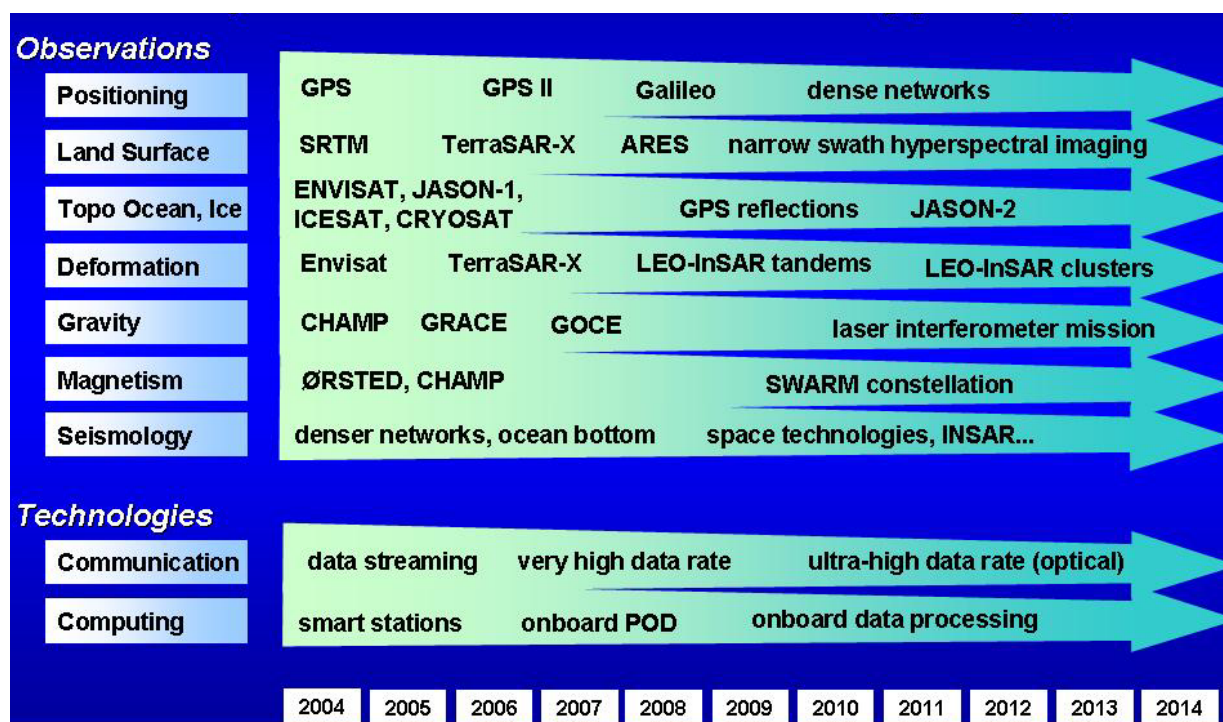 Observations
Positioning
GPS GPS II Galileo dense networks
Land Surface
SRTM TerraSAR-X ARES narrow swath hyperspectral imaging
Topo Ocean, Ice
ENVISAT, JASON-1,
ICESAT, CRYOSAT
GPS reflections JASON-2
Deformation
Envisat TerraSAR-X LEO-InSAR tandems LEO-InSAR clusters
Gravity
CHAMP GRACE GOCE laser interferometer mission
Magnetism
ØRSTED, CHAMP SWARM constellation
Seismology
denser networks, ocean bottom space technologies, INSAR...
Technologies
Communication
data streaming very high data rate ultra-high data rate (optical)
Computing
smart stations onboard POD onboard data processing
2004 2005 2006 2007 2008 2009 2010 2011 2012 2013 2014